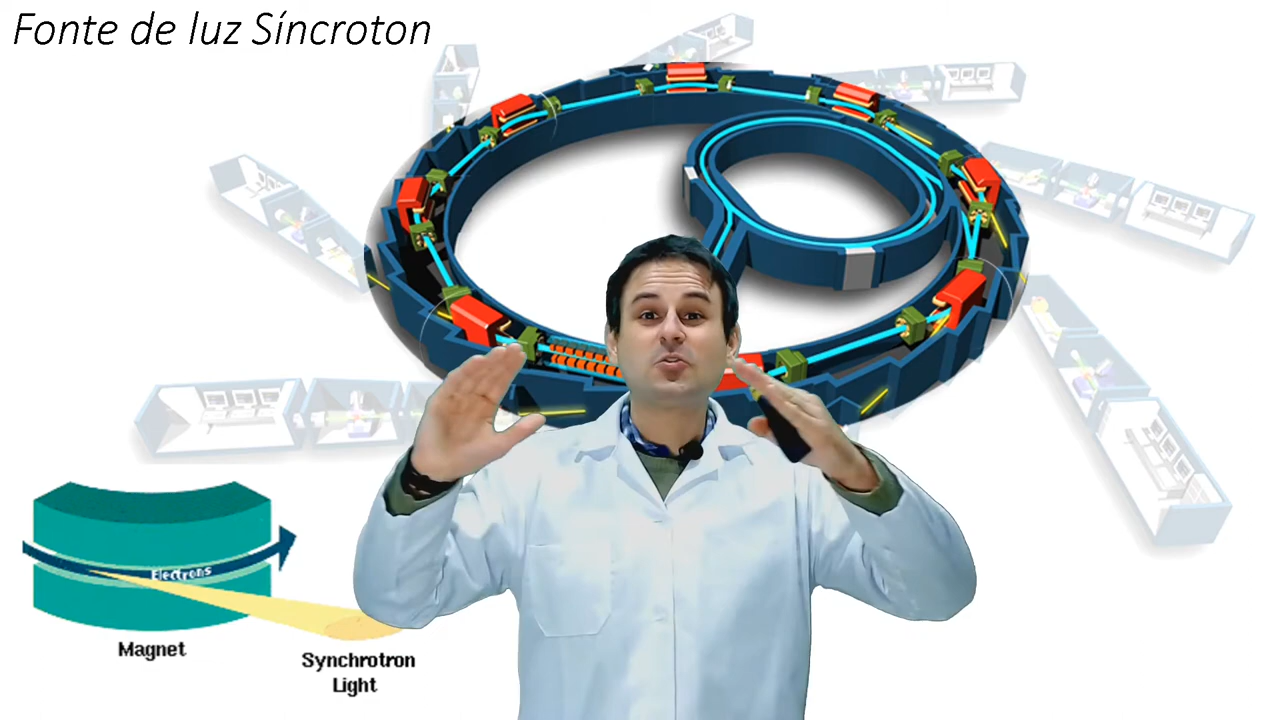 Fonte de luz Síncroton
Electrons
Magnet
Synchrotron
Light